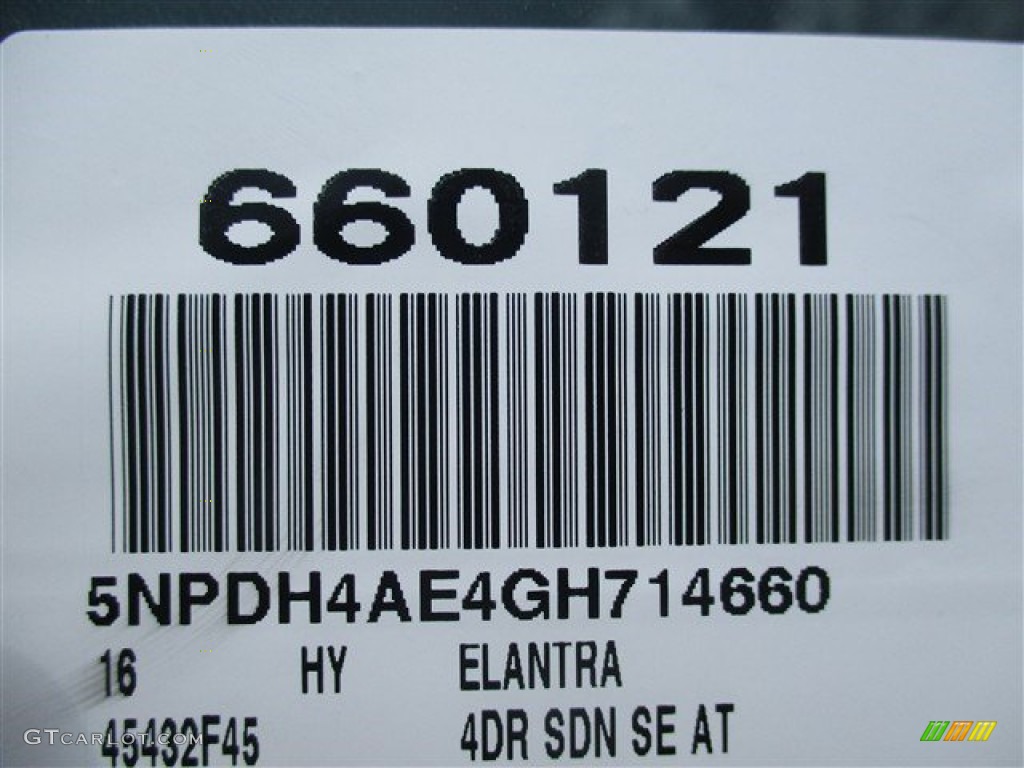 660121
5NPDH4AE4GH714660
16 HY ELANTRA
45432F45 4DR SDN SE AT
GTCARLOT.COM